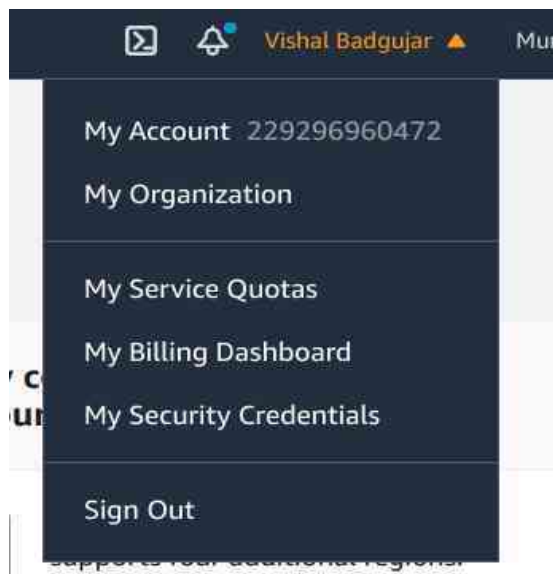 Vishal Badgujar
My Account 229296960472
My Organization
My Service Quotas
My Billing Dashboard
My Security Credentials
Sign Out